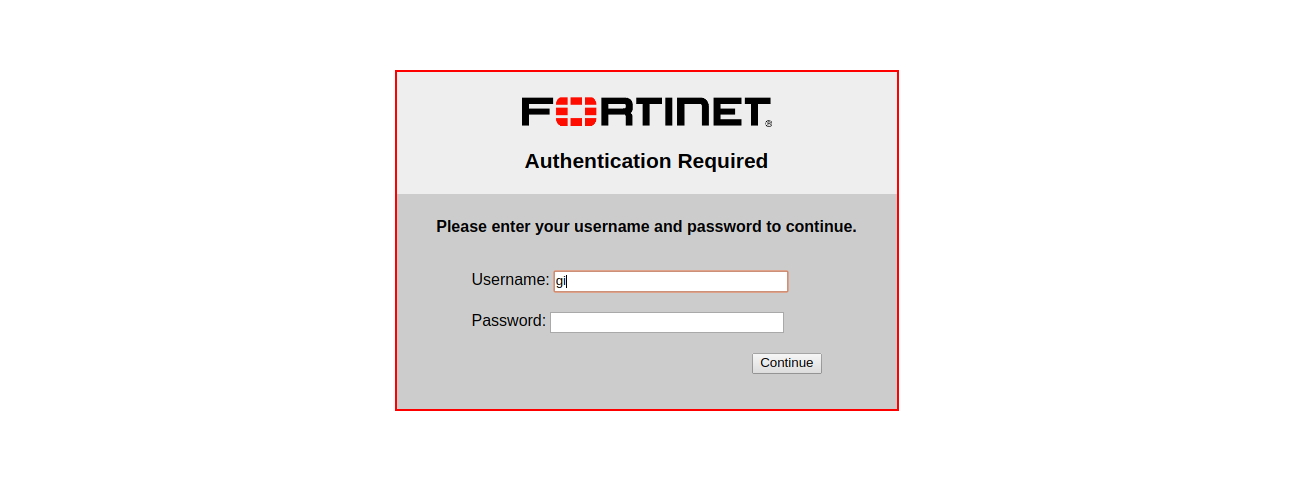 FORTINET®
Authentication Required
Please enter your username and password to continue.
Username: gi
Password:
Continue